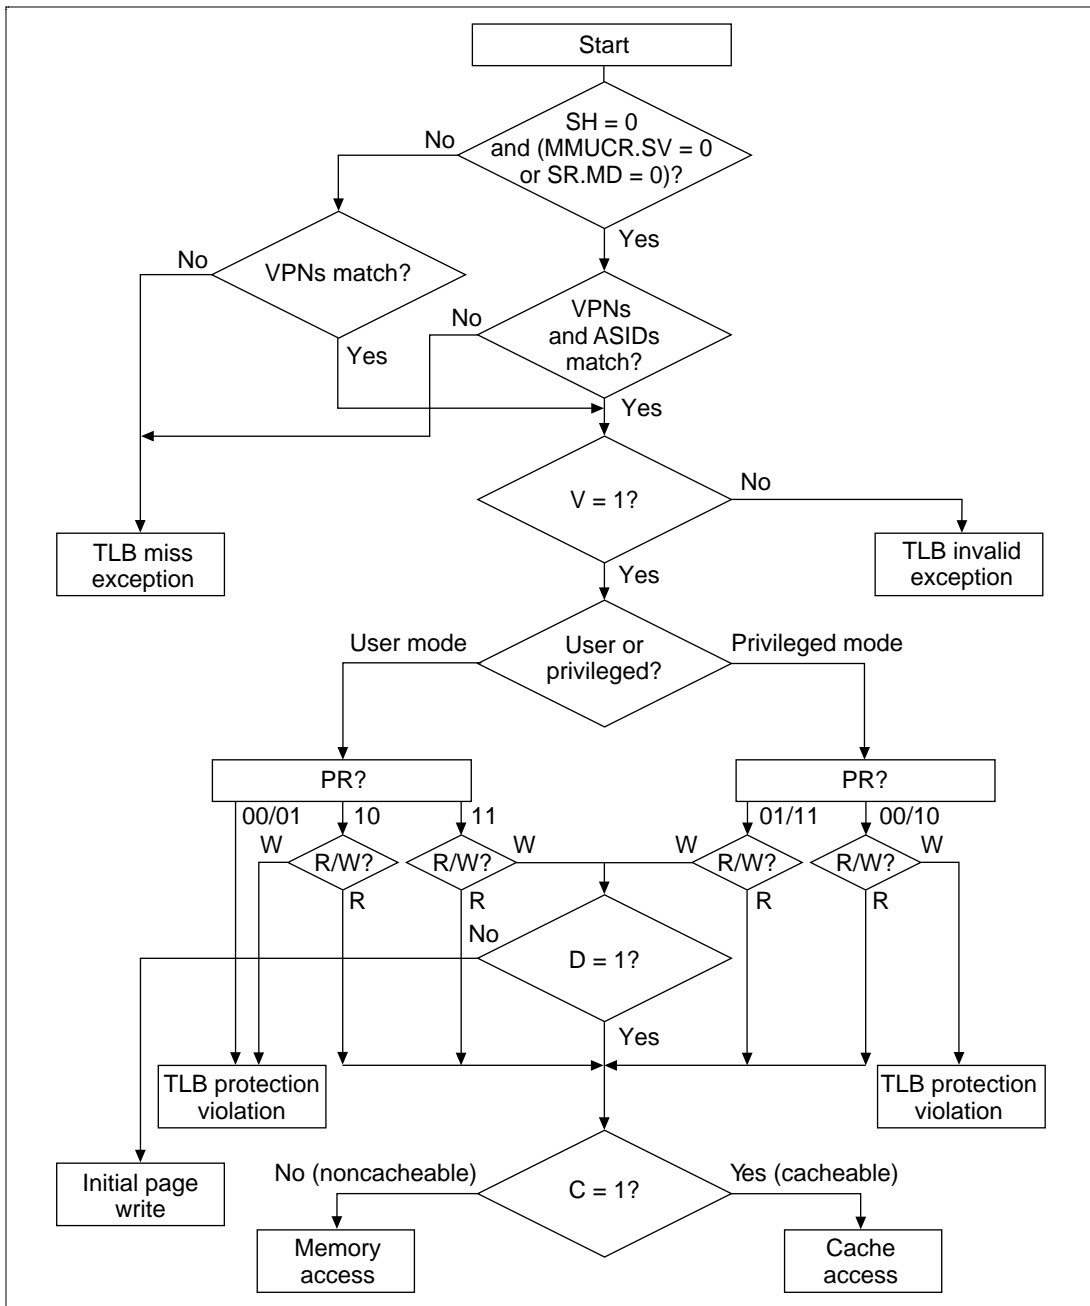 Start
SH = 0
and (MMUCR.SV = 0
or SR.MD = 0)?
No
Yes
VPNs match?
No
Yes
VPNs
and ASIDs
match?
No
Yes
V = 1?
No
Yes
TLB miss
exception
TLB invalid
exception
User or
privileged?
User mode
Privileged mode
PR?
PR?
00/01
10
11
01/11
00/10
W
R/W?
R/W?
W
W
R/W?
R/W?
W
R
R
R
R
No
D = 1?
Yes
TLB protection
violation
TLB protection
violation
Initial page
write
No (noncacheable)
C = 1?
Yes (cacheable)
Memory
access
Cache
access